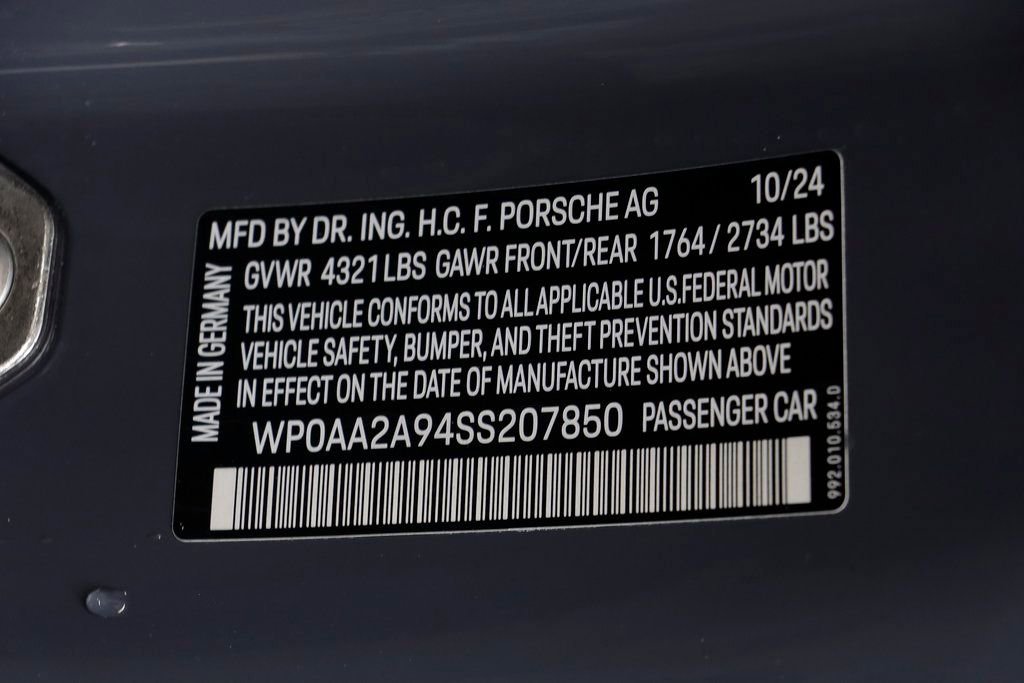 MFD BY DR. ING. H.C. F. PORSCHE AG 10/24
GVWR 4321 LBS GAWR FRONT/REAR 1764 / 2734 LBS
THIS VEHICLE CONFORMS TO ALL APPLICABLE U.S.FEDERAL MOTOR
VEHICLE SAFETY, BUMPER, AND THEFT PREVENTION STANDARDS
IN EFFECT ON THE DATE OF MANUFACTURE SHOWN ABOVE
WP0AA2A94SS207850 PASSENGER CAR
MADE IN GERMANY
992.010.534.0